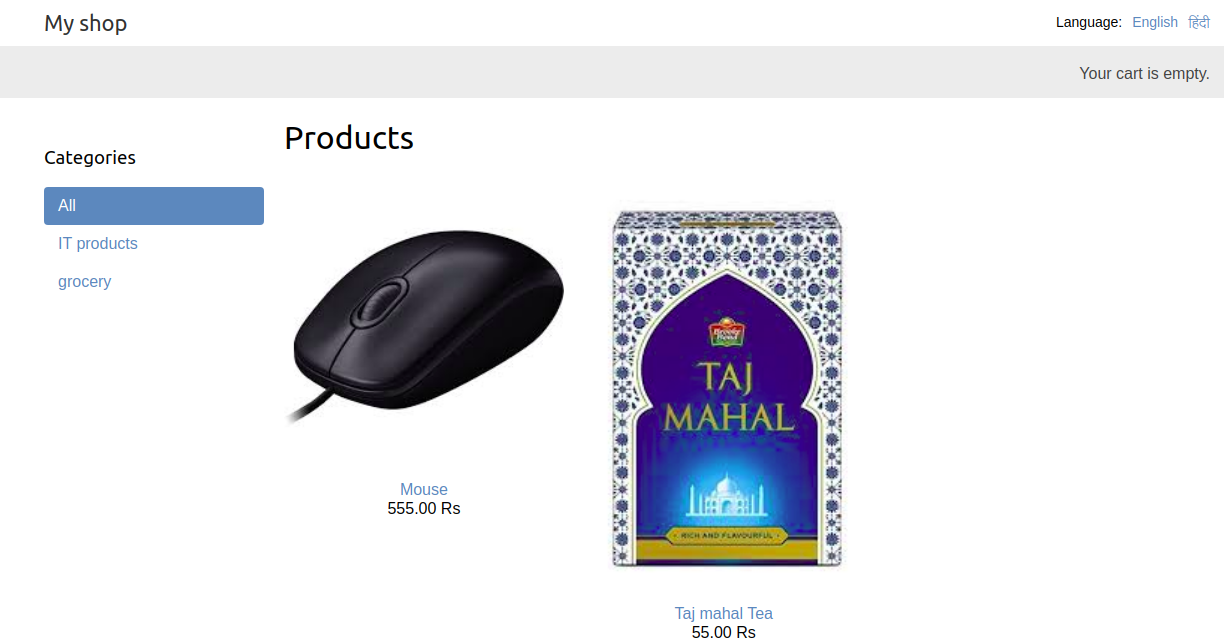 My shop
Language: English हिंदी
Your cart is empty.
Categories
All
IT products
grocery
Products
Mouse
555.00 Rs
Brooke
Bond
TAJ
MAHAL
RICH AND FLAVOURFUL
Taj mahal Tea
55.00 Rs